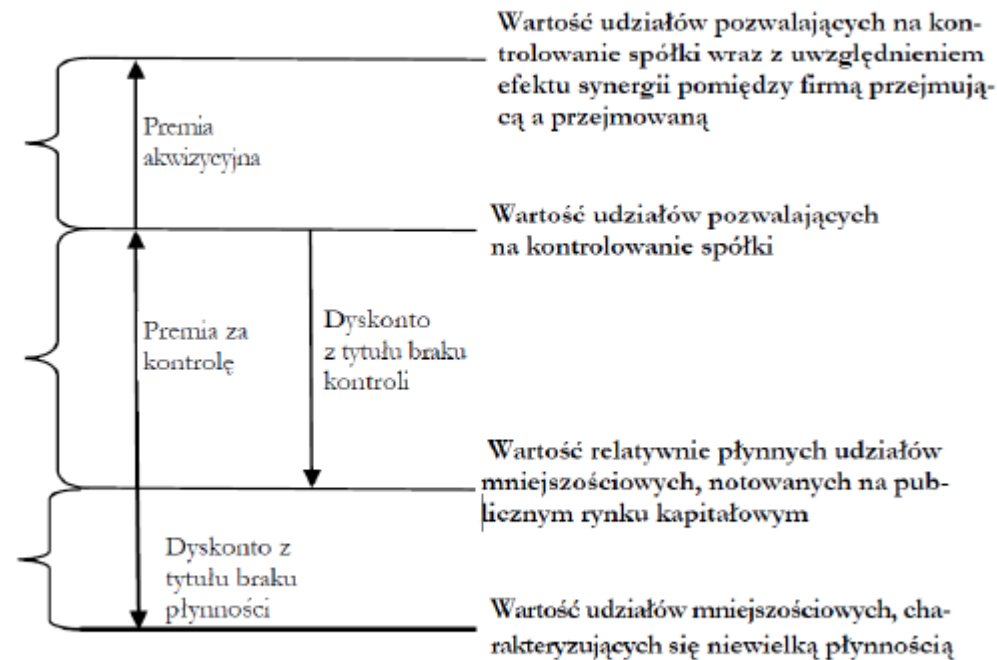 Wartość udziałów pozwalających na kon-
trolowanie spółki wraz z uwzględnieniem
efektu synergii pomiędzy firmą przejmują-
cą a przejmowaną
Premia
akwizycyjna
Wartość udziałów pozwalających
na kontrolowanie spółki
Premia za
kontrolę
Dyskonto
z tytułu braku
kontroli
Wartość relatywnie płynnych udziałów
mniejszościowych, notowanych na pub-
licznym rynku kapitałowym
Dyskonto z
tytułu braku
płynności
Wartość udziałów mniejszościowych, cha-
rakteryzujących się niewielką płynnością